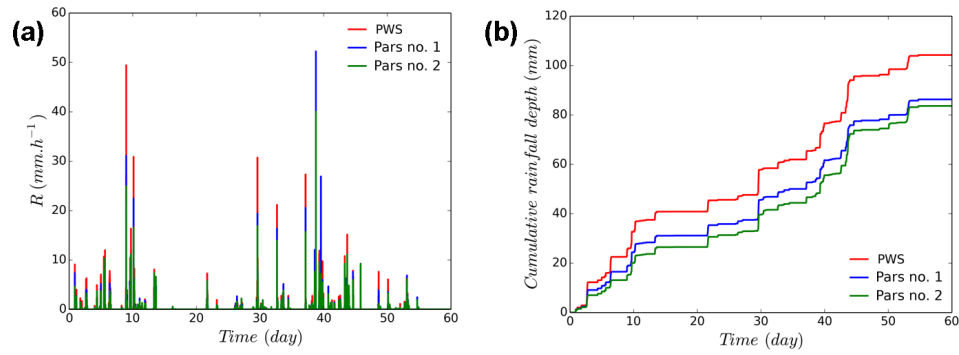 (a)
60
50
40
30
20
10
0
R (mm.h⁻¹)
PWS
Pars no. 1
Pars no. 2
0 10 20 30 40 50 60
Time (day)
(b)
120
100
80
60
40
20
0
Cumulative rainfall depth (mm)
PWS
Pars no. 1
Pars no. 2
0 10 20 30 40 50 60
Time (day)